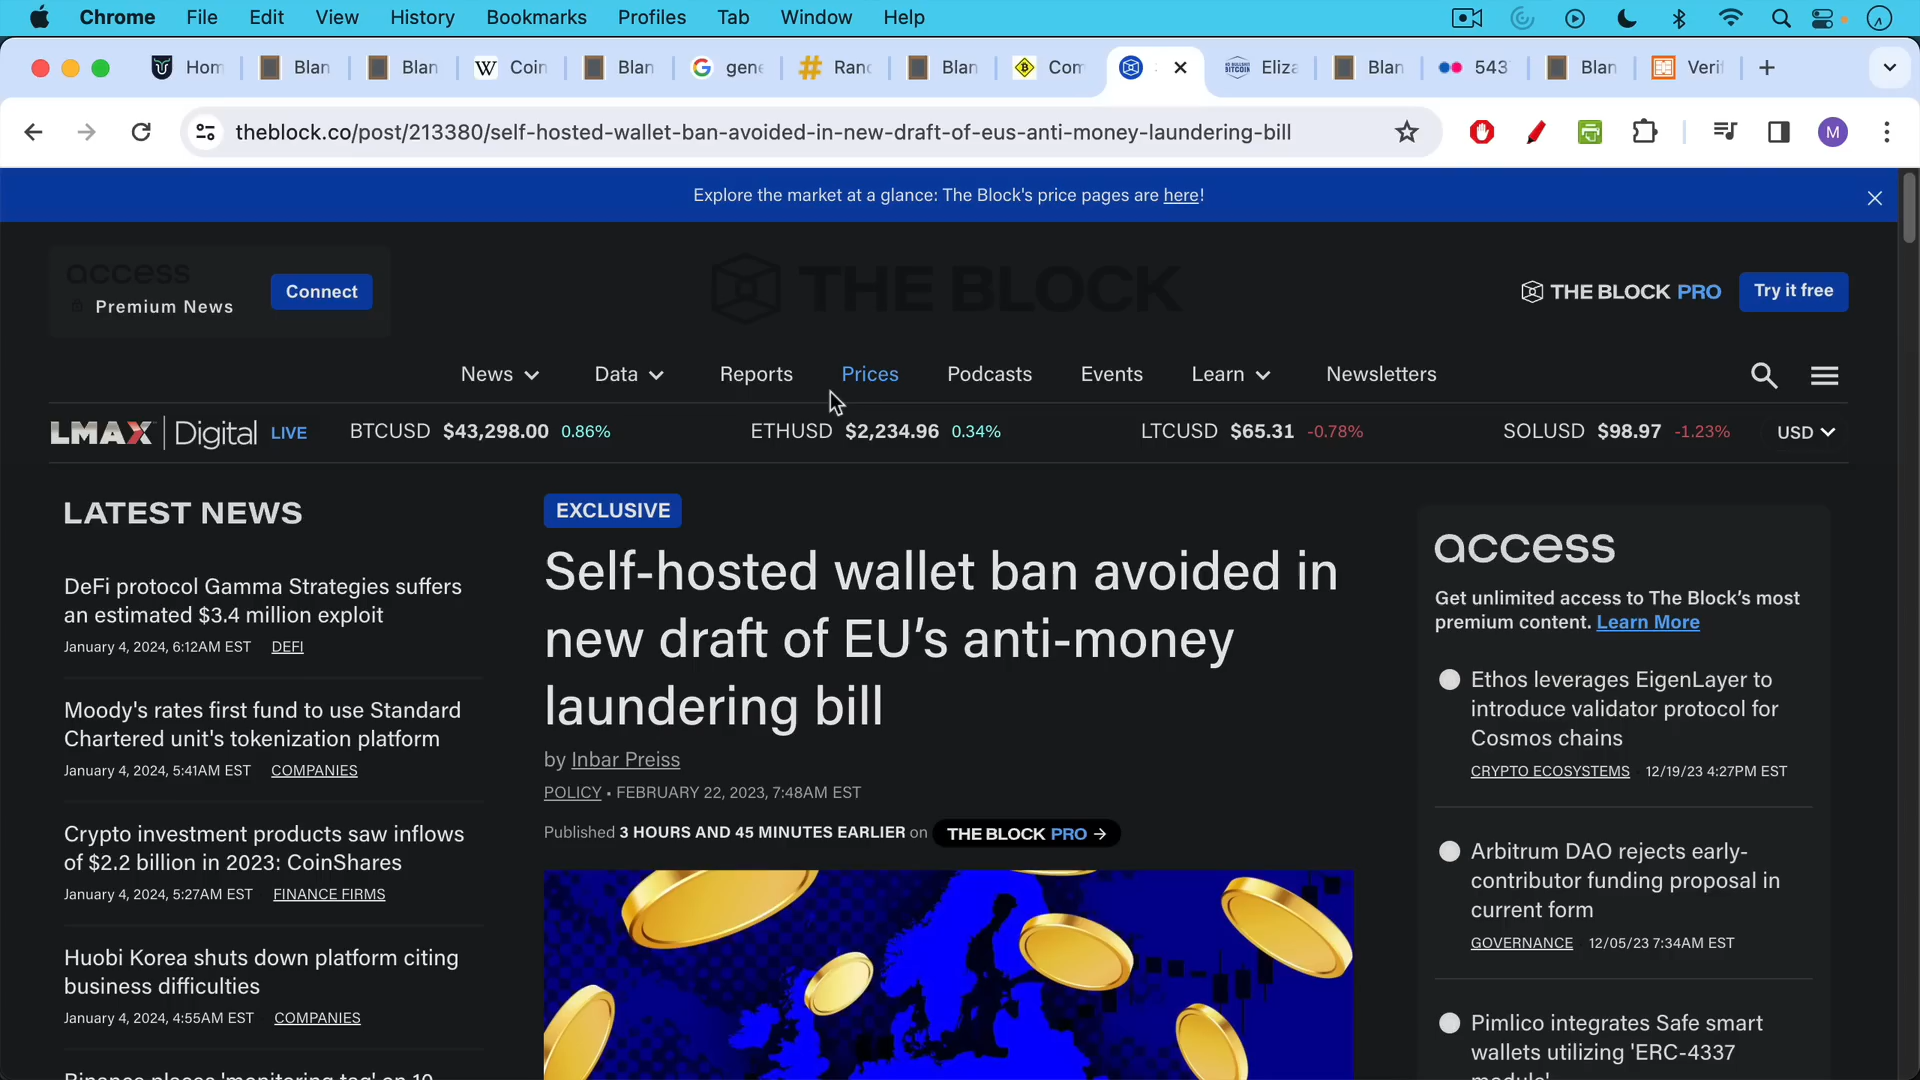 Chrome File Edit View History Bookmarks Profiles Tab Window Help
Hom Blan Blan Coin Blan gene Rand Blan Com Eliza Blan 543 Blan Verif
theblock.co/post/213380/self-hosted-wallet-ban-avoided-in-new-draft-of-eus-anti-money-laundering-bill
M
Explore the market at a glance: The Block's price pages are here!
access
Premium News
Connect
THE BLOCK
THE BLOCK PRO
Try it free
News Data Reports Prices Podcasts Events Learn Newsletters
LMAX Digital LIVE BTCUSD $43,298.00 0.86% ETHUSD $2,234.96 0.34% LTCUSD $65.31 -0.78% SOLUSD $98.97 -1.23% USD
LATEST NEWS
DeFi protocol Gamma Strategies suffers
an estimated $3.4 million exploit
January 4, 2024, 6:12AM EST DEFI
Moody's rates first fund to use Standard
Chartered unit's tokenization platform
January 4, 2024, 5:41AM EST COMPANIES
Crypto investment products saw inflows
of $2.2 billion in 2023: CoinShares
January 4, 2024, 5:27AM EST FINANCE FIRMS
Huobi Korea shuts down platform citing
business difficulties
January 4, 2024, 4:55AM EST COMPANIES
Binance places 'monitoring tag' on 10
EXCLUSIVE
Self-hosted wallet ban avoided in
new draft of EU’s anti-money
laundering bill
by Inbar Preiss
POLICY • FEBRUARY 22, 2023, 7:48AM EST
Published 3 HOURS AND 45 MINUTES EARLIER on THE BLOCK PRO →
access
Get unlimited access to The Block’s most
premium content. Learn More
Ethos leverages EigenLayer to
introduce validator protocol for
Cosmos chains
CRYPTO ECOSYSTEMS 12/19/23 4:27PM EST
Arbitrum DAO rejects early-
contributor funding proposal in
current form
GOVERNANCE 12/05/23 7:34AM EST
Pimlico integrates Safe smart
wallets utilizing 'ERC-4337
module'